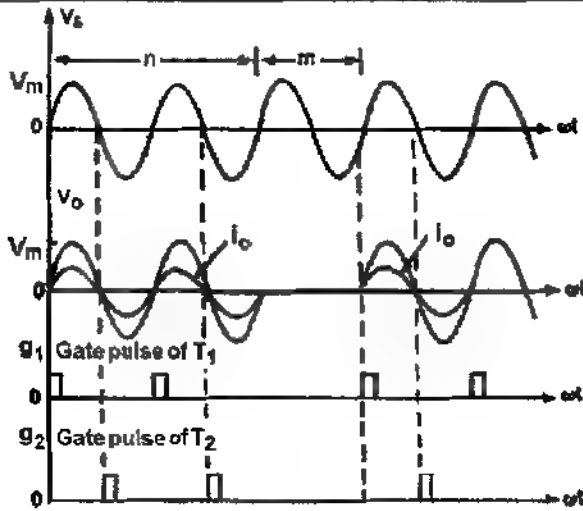 Vs
n
m
Vm
0
ωt
vo
io
io
Vm
0
ωt
g1
Gate pulse of T1
0
ωt
g2
Gate pulse of T2
0
ωt